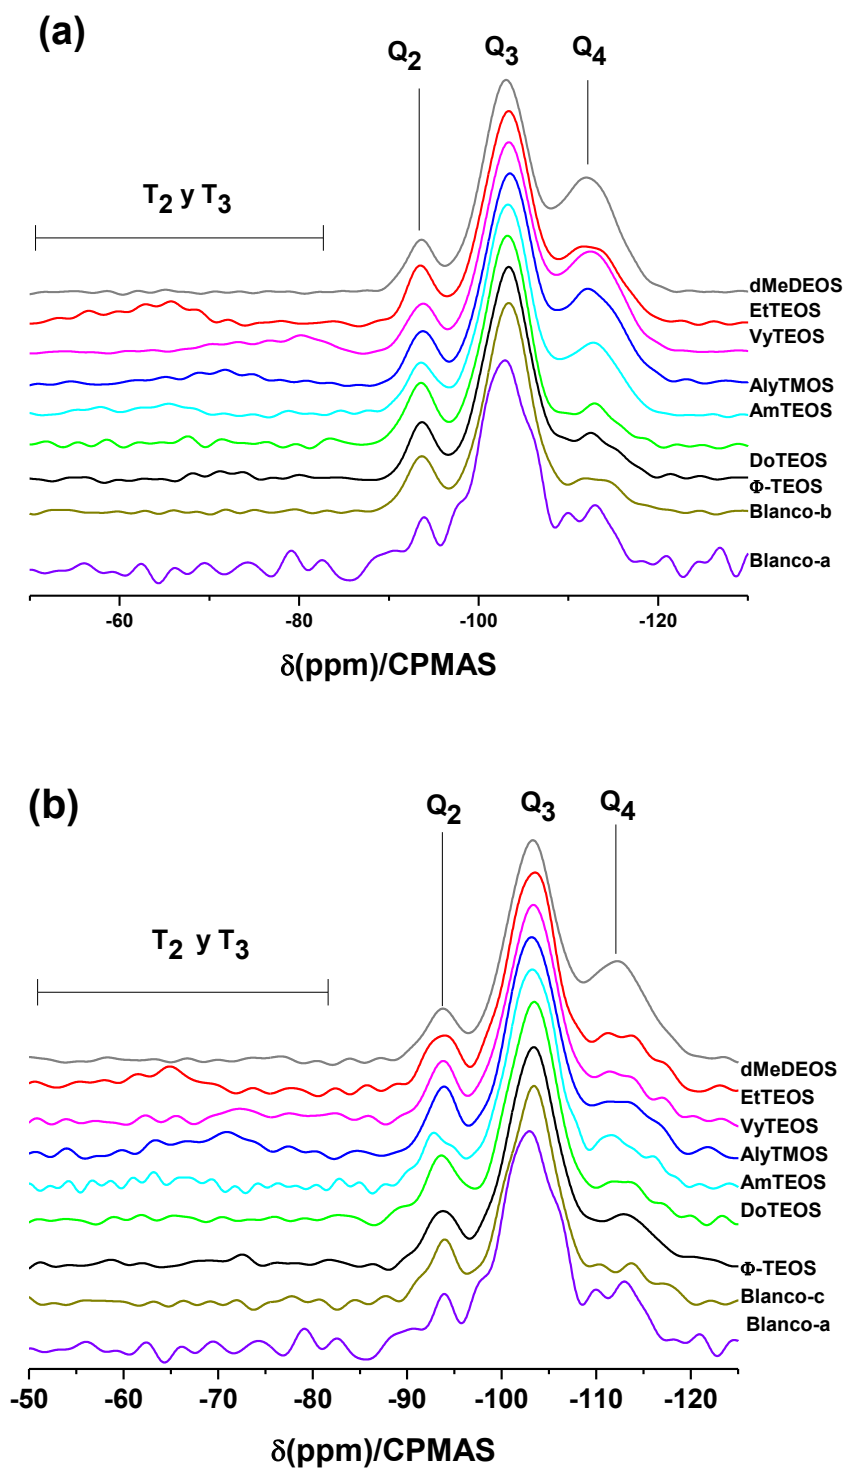 (a)
Q2 Q3 Q4
T2 y T3
dMeDEOS
EtTEOS
VyTEOS
AlyTMOS
AmTEOS
DoTEOS
Φ-TEOS
Blanco-b
Blanco-a
-60 -80 -100 -120
δ(ppm)/CPMAS
(b)
Q2 Q3 Q4
T2 y T3
dMeDEOS
EtTEOS
VyTEOS
AlyTMOS
AmTEOS
DoTEOS
Φ-TEOS
Blanco-c
Blanco-a
-50 -60 -70 -80 -90 -100 -110 -120
δ(ppm)/CPMAS